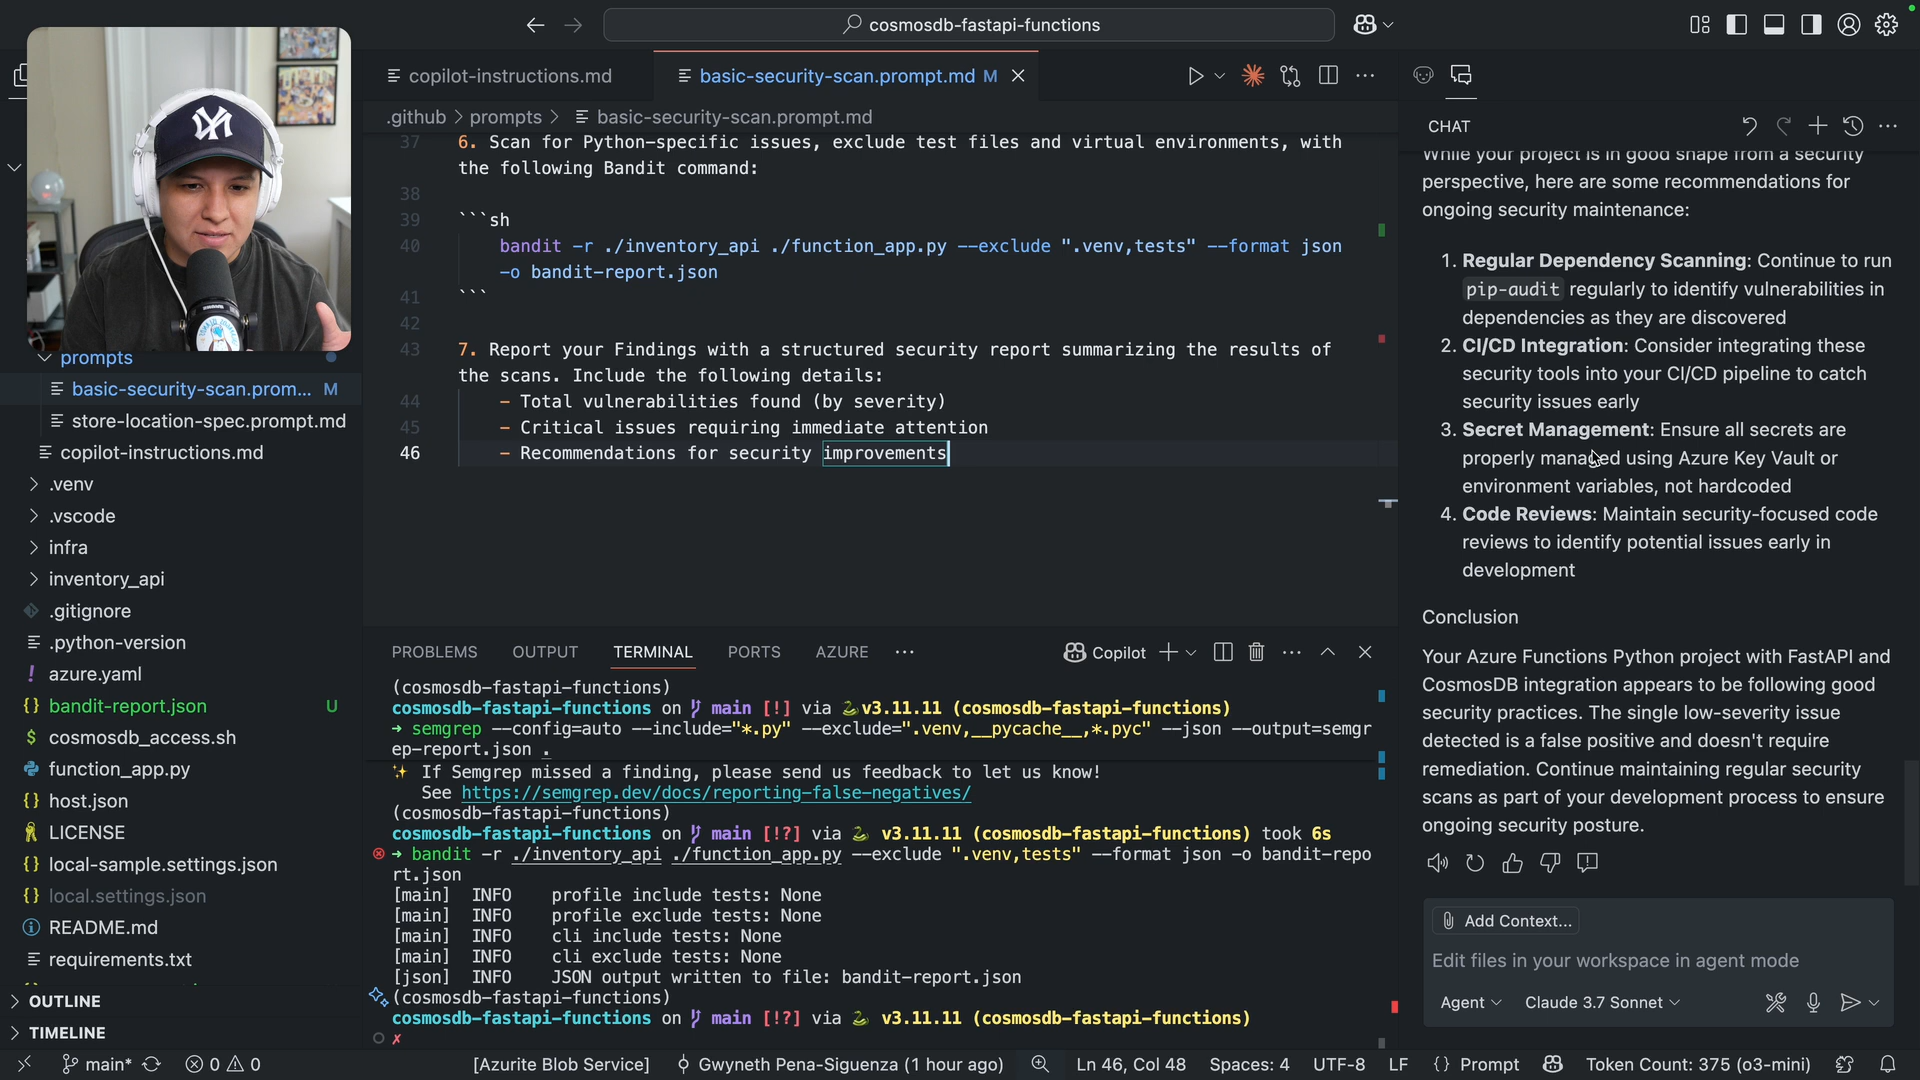 cosmosdb-fastapi-functions
copilot-instructions.md
basic-security-scan.prompt.md M
.github > prompts > basic-security-scan.prompt.md
37 6. Scan for Python-specific issues, exclude test files and virtual environments, with
the following Bandit command:
38
39 ```sh
40 bandit -r ./inventory_api ./function_app.py --exclude ".venv,tests" --format json
-o bandit-report.json
41 ```
42
43 7. Report your Findings with a structured security report summarizing the results of
the scans. Include the following details:
44 - Total vulnerabilities found (by severity)
45 - Critical issues requiring immediate attention
46 - Recommendations for security improvements
prompts
basic-security-scan.prom... M
store-location-spec.prompt.md
copilot-instructions.md
.venv
.vscode
infra
inventory_api
.gitignore
.python-version
azure.yaml
bandit-report.json U
cosmosdb_access.sh
function_app.py
host.json
LICENSE
local-sample.settings.json
local.settings.json
README.md
requirements.txt
OUTLINE
TIMELINE
PROBLEMS OUTPUT TERMINAL PORTS AZURE ... Copilot
(cosmosdb-fastapi-functions)
cosmosdb-fastapi-functions on main [!] via v3.11.11 (cosmosdb-fastapi-functions)
→ semgrep --config=auto --include="*.py" --exclude=".venv,__pycache__,*.pyc" --json --output=semgr
ep-report.json .
✨ If Semgrep missed a finding, please send us feedback to let us know!
See https://semgrep.dev/docs/reporting-false-negatives/
(cosmosdb-fastapi-functions)
cosmosdb-fastapi-functions on main [!?] via v3.11.11 (cosmosdb-fastapi-functions) took 6s
→ bandit -r ./inventory_api ./function_app.py --exclude ".venv,tests" --format json -o bandit-repo
rt.json
[main] INFO profile include tests: None
[main] INFO profile exclude tests: None
[main] INFO cli include tests: None
[main] INFO cli exclude tests: None
[json] INFO JSON output written to file: bandit-report.json
(cosmosdb-fastapi-functions)
cosmosdb-fastapi-functions on main [!?] via v3.11.11 (cosmosdb-fastapi-functions)
✗
CHAT
While your project is in good shape from a security
perspective, here are some recommendations for
ongoing security maintenance:
1. Regular Dependency Scanning: Continue to run
pip-audit regularly to identify vulnerabilities in
dependencies as they are discovered
2. CI/CD Integration: Consider integrating these
security tools into your CI/CD pipeline to catch
security issues early
3. Secret Management: Ensure all secrets are
properly managed using Azure Key Vault or
environment variables, not hardcoded
4. Code Reviews: Maintain security-focused code
reviews to identify potential issues early in
development
Conclusion
Your Azure Functions Python project with FastAPI and
CosmosDB integration appears to be following good
security practices. The single low-severity issue
detected is a false positive and doesn't require
remediation. Continue maintaining regular security
scans as part of your development process to ensure
ongoing security posture.
Add Context...
Edit files in your workspace in agent mode
Agent Claude 3.7 Sonnet
main* 0 0 [Azurite Blob Service] Gwyneth Pena-Siguenza (1 hour ago) Ln 46, Col 48 Spaces: 4 UTF-8 LF {} Prompt Token Count: 375 (o3-mini)